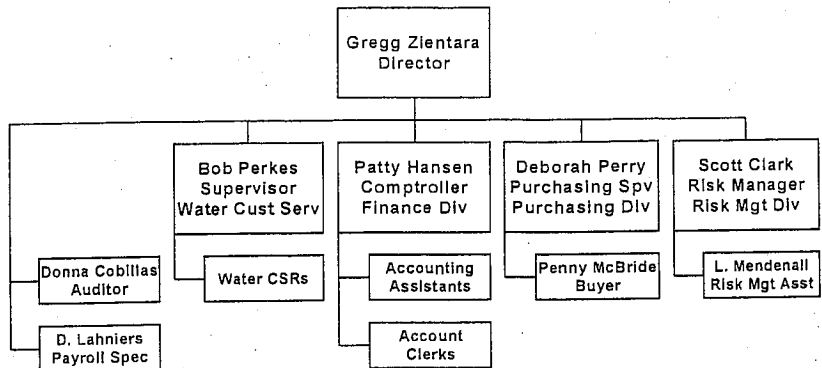 Gregg Zientara
Director
Bob Perkes
Supervisor
Water Cust Serv
Patty Hansen
Comptroller
Finance Div
Deborah Perry
Purchasing Spv
Purchasing Div
Scott Clark
Risk Manager
Risk Mgt Div
Donna Cobillas
Auditor
Water CSRs
Accounting
Assistants
Penny McBride
Buyer
L. Mendenall
Risk Mgt Asst
D. Lahniers
Payroll Spec
Account
Clerks